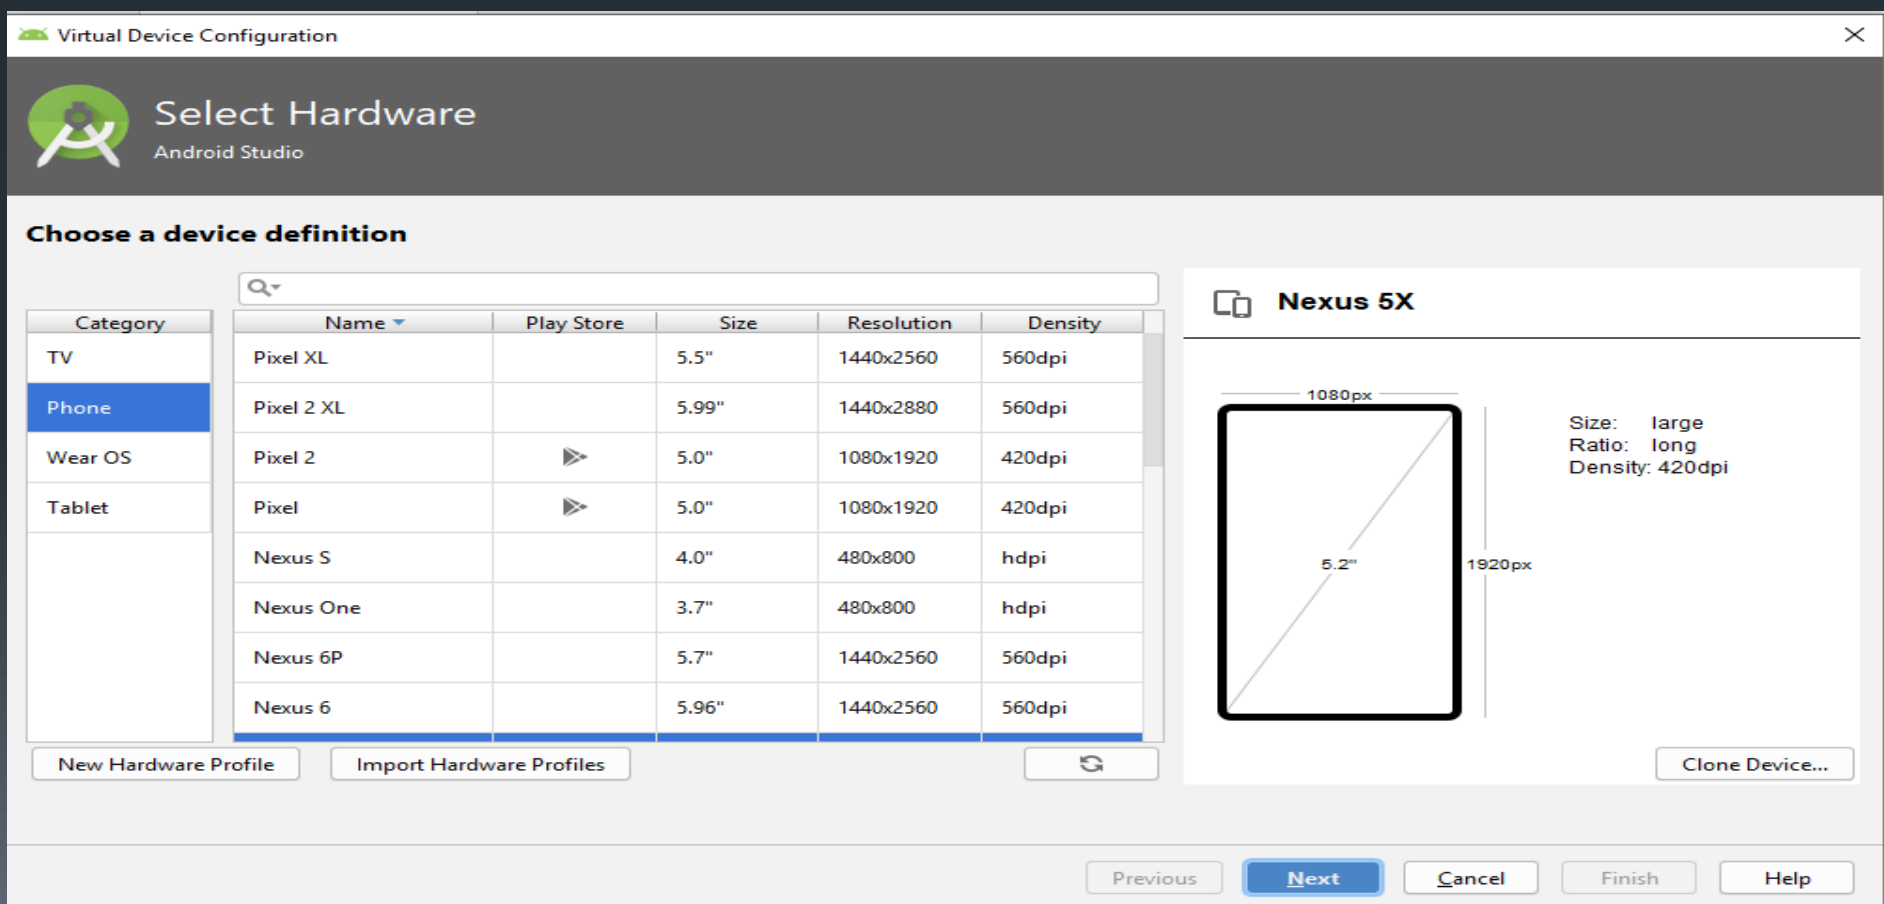 Virtual Device Configuration
Select Hardware
Android Studio
Choose a device definition
Category
TV
Phone
Wear OS
Tablet
Name Play Store Size Resolution Density
Pixel XL 5.5" 1440x2560 560dpi
Pixel 2 XL 5.99" 1440x2880 560dpi
Pixel 2 5.0" 1080x1920 420dpi
Pixel 5.0" 1080x1920 420dpi
Nexus S 4.0" 480x800 hdpi
Nexus One 3.7" 480x800 hdpi
Nexus 6P 5.7" 1440x2560 560dpi
Nexus 6 5.96" 1440x2560 560dpi
New Hardware Profile Import Hardware Profiles
Nexus 5X
1080px
Size: large
Ratio: long
Density: 420dpi
5.2" 1920px
Clone Device...
Previous Next Cancel Finish Help